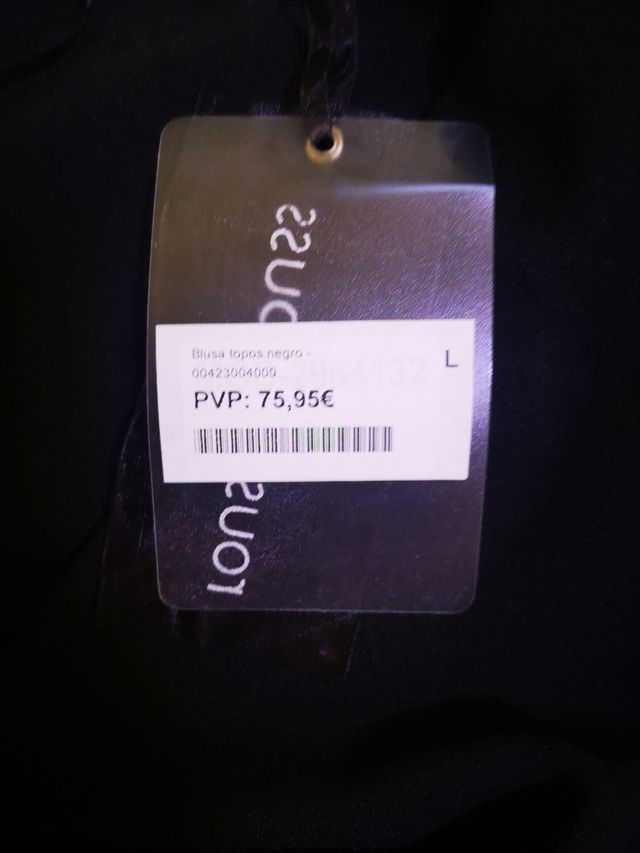 Blusa topos negro -
00423004000
L
PVP: 75,95€